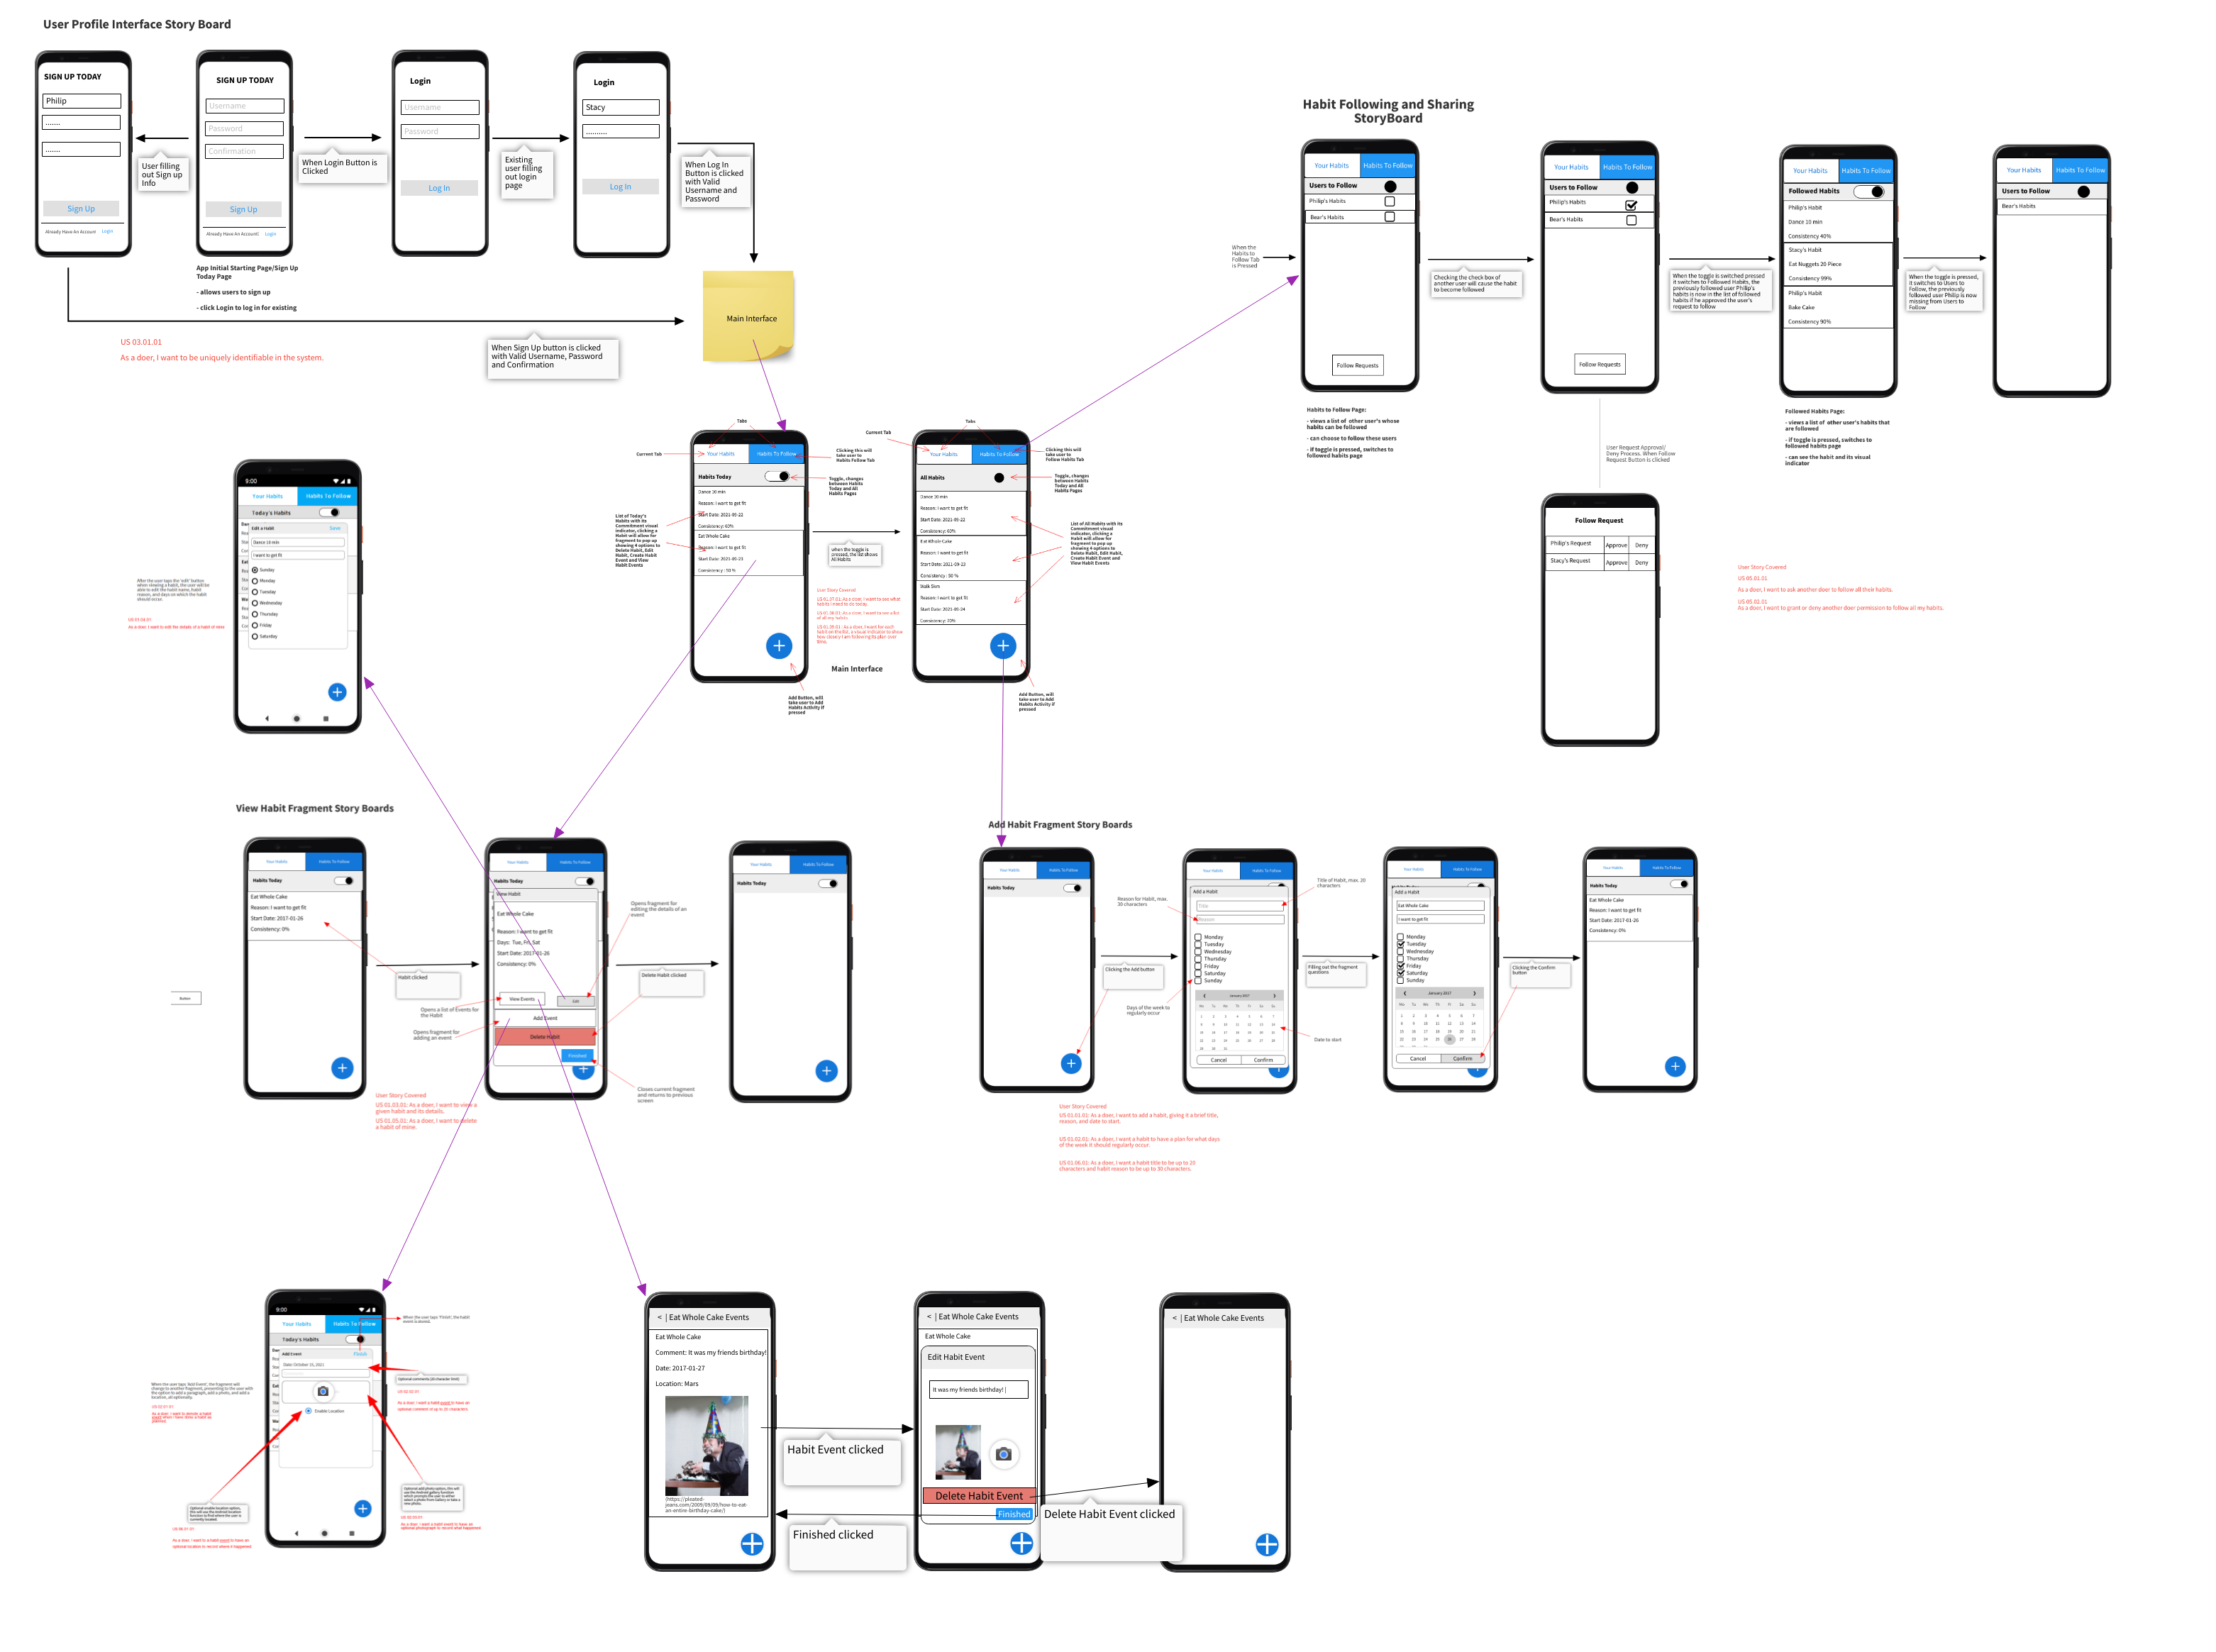 User Profile Interface Story Board
SIGN UP TODAY
Philip
.......
.......
Sign Up
Already Have An Account
Login
User filling
out Sign up
Info
SIGN UP TODAY
Username
Password
Confirmation
Sign Up
Already Have An Account!
Login
When Login Button is
Clicked
Login
Username
Password
Log In
Existing
user filling
out login
page
Login
Stacy
..........
Log In
When Log In
Button is clicked
with Valid
Username and
Password
App Initial Starting Page/Sign Up
Today Page
- allows users to sign up
- click Login to log in for existing
US 03.01.01
As a doer, I want to be uniquely identifiable in the system.
When Sign Up button is clicked
with Valid Username, Password
and Confirmation
Main Interface
Habit Following and Sharing
StoryBoard
When the
Habits to
Follow Tab
is Pressed
Your Habits
Habits To Follow
Users to Follow
Philip's Habits
Bear's Habits
Follow Requests
Checking the check box of
another user will cause the habit
to become followed
Your Habits
Habits To Follow
Users to Follow
Philip's Habits
Bear's Habits
Follow Requests
When the toggle is switched pressed
it switches to Followed Habits, the
previously followed user Philip's
habits is now in the list of followed
habits if he approved the user's
request to follow
Your Habits
Habits To Follow
Followed Habits
Philip's Habit
Dance 10 min
Consistency 40%
Stacy's Habit
Eat Nuggets 20 Piece
Consistency 99%
Philip's Habit
Bake Cake
Consistency 90%
When the toggle is pressed,
it switches to Users to
Follow, the previously
followed user Philip is now
missing from Users to
Follow
Your Habits
Habits To Follow
Users to Follow
Bear's Habits
Habits to Follow Page:
- views a list of other user's whose
habits can be followed
- can choose to follow these users
- if toggle is pressed, switches to
followed habits page
Followed Habits Page:
- views a list of other user's habits that
are followed
- if toggle is pressed, switches to
followed habits page
- can see the habit and its visual
indicator
User Request Approval/
Deny Process. When Follow
Request Button is clicked
Follow Request
Philip's Request
Approve
Deny
Stacy's Request
Approve
Deny
User Story Covered
US 05.01.01
As a doer, I want to ask another doer to follow all their habits.
US 05.02.01
As a doer, I want to grant or deny another doer permission to follow all my habits.
Tabs
Current Tab
Your Habits
Habits To Follow
Clicking this will
take user to
Habits Follow Tab
Habits Today
Toggle, changes
between Habits
Today and All
Habits Pages
Dance 10 min
Reason: I want to get fit
Start Date: 2021-09-22
Consistency: 60%
Eat Whole Cake
Reason: I want to get fit
Start Date: 2021-09-23
Consistency : 90 %
List of Today's
Habits with its
Commitment visual
indicator, clicking a
Habit will allow for
fragment to pop up
showing 4 options to
Delete Habit, Edit
Habit, Create Habit
Event and View
Habit Events
when the toggle is
pressed, the list shows
All Habits
User Story Covered
US 01.07.01: As a doer, I want to see what
habits I need to do today.
US 01.08.01: As a doer, I want to see a list
of all my habits
US 01.09.01: As a doer, I want for each
habit on the list, a visual indicator to show
how closely I am following its plan over
time.
Main Interface
Add Button, will
take user to Add
Habits Activity if
pressed
Tabs
Current Tab
Your Habits
Habits To Follow
Clicking this will
take user to
Follow Habits Tab
All Habits
Toggle, changes
between Habits
Today and All
Habits Pages
Dance 10 min
Reason: I want to get fit
Start Date: 2021-09-22
Consistency: 60%
Eat Whole Cake
Reason: I want to get fit
Start Date: 2021-09-23
Consistency : 90 %
Walk 5km
Reason: I want to get fit
Start Date: 2021-09-24
Consistency: 20%
List of All Habits with its
Commitment visual
indicator, clicking a
Habit will allow for
fragment to pop up
showing 4 options to
Delete Habit, Edit Habit,
Create Habit Event and
View Habit Events
Add Button, will
take user to Add
Habits Activity if
pressed
9:00
Your Habits
Habits To Follow
Today's Habits
Edit a Habit
Save
Dance 10 min
I want to get fit
Sunday
Monday
Tuesday
Wednesday
Thursday
Friday
Saturday
After the user taps the 'edit' button
when viewing a habit, the user will be
able to edit the habit name, habit
reason, and days on which the habit
should occur.
US 01.04.01
As a doer, I want to edit the details of a habit of mine
View Habit Fragment Story Boards
Your Habits
Habits To Follow
Habits Today
Eat Whole Cake
Reason: I want to get fit
Start Date: 2017-01-26
Consistency: 0%
Habit clicked
Button
Your Habits
Habits To Follow
Habits Today
View Habit
Eat Whole Cake
Reason: I want to get fit
Days: Tue, Fri, Sat
Start Date: 2017-01-26
Consistency: 0%
View Events
Edit
Add Event
Delete Habit
Finished
Opens fragment for
editing the details of an
event
Delete Habit clicked
Opens a list of Events for
the Habit
Opens fragment for
adding an event
Closes current fragment
and returns to previous
screen
User Story Covered
US 01.03.01: As a doer, I want to view a
given habit and its details.
US 01.05.01: As a doer, I want to delete
a habit of mine.
Your Habits
Habits To Follow
Habits Today
Add Habit Fragment Story Boards
Your Habits
Habits To Follow
Habits Today
Clicking the Add button
Reason for Habit, max.
30 characters
Title of Habit, max. 20
characters
Your Habits
Habits To Follow
Add a Habit
Title
Reason
Monday
Tuesday
Wednesday
Thursday
Friday
Saturday
Sunday
January 2017
Cancel
Confirm
Days of the week to
regularly occur
Date to start
Filling out the fragment
questions
Your Habits
Habits To Follow
Add a Habit
Eat Whole Cake
I want to get fit
Monday
Tuesday
Wednesday
Thursday
Friday
Saturday
Sunday
January 2017
Cancel
Confirm
Clicking the Confirm
button
Your Habits
Habits To Follow
Habits Today
Eat Whole Cake
Reason: I want to get fit
Start Date: 2017-01-26
Consistency: 0%
User Story Covered
US 01.01.01: As a doer, I want to add a habit, giving it a brief title,
reason, and date to start.
US 01.02.01: As a doer, I want a habit to have a plan for what days
of the week it should regularly occur.
US 01.06.01: As a doer, I want a habit title to be up to 20
characters and habit reason to be up to 30 characters.
9:00
Your Habits
Habits To Follow
Today's Habits
Add Event
Finish
Date: October 15, 2021
Enable Location
When the user taps 'Finish', the habit
event is stored.
Optional comments (20 character limit)
US 02.02.01
As a doer, I want a habit event to have an
optional comment of up to 20 characters
When the user taps 'Add Event', the fragment will
change to another fragment, presenting to the user with
the option to add a paragraph, add a photo, and add a
location, all optionally.
US 02.01.01
As a doer, I want to denote a habit
event when I have done a habit as
planned.
Optional enable location option,
this will use the Android location
function to find where the user is
currently located.
As a doer, I want to a habit event to have an
optional location to record where it happened
Optional add photo option, this will
use the Android gallery function
which prompts the user to either
select a photo from Gallery or take a
new photo.
US 02.03.01
As a doer, I want a habit event to have an
optional photograph to record what happened
< | Eat Whole Cake Events
Eat Whole Cake
Comment: It was my friends birthday!
Date: 2017-01-27
Location: Mars
(https://pleated-
jeans.com/2009/09/09/how-to-eat-
an-entire-birthday-cake/)
Habit Event clicked
Finished clicked
< | Eat Whole Cake Events
Eat Whole Cake
Edit Habit Event
It was my friends birthday! |
Delete Habit Event
Finished
Delete Habit Event clicked
< | Eat Whole Cake Events